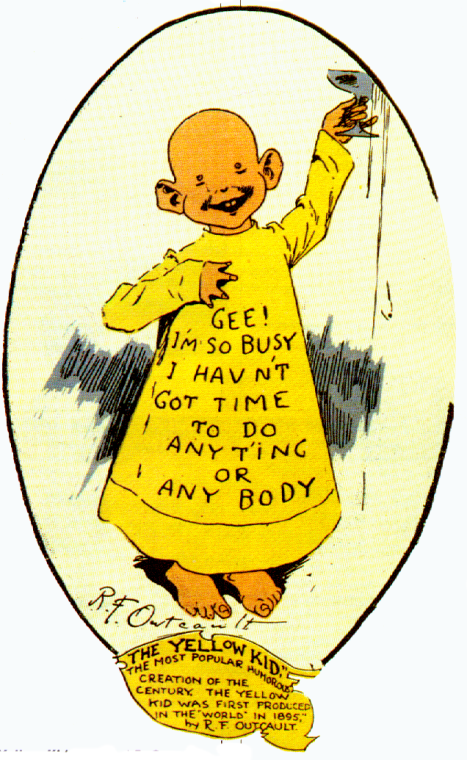 GEE!
I'M SO BUSY
I HAVN'T
GOT TIME
TO DO
ANY T'ING
OR
ANY BODY
R.F. Outcault
"THE YELLOW KID,"
THE MOST POPULAR HUMOROUS
CREATION OF THE
CENTURY. THE YELLOW
KID WAS FIRST PRODUCED
IN THE "WORLD" IN 1895,"
by R. F. OUTCAULT.